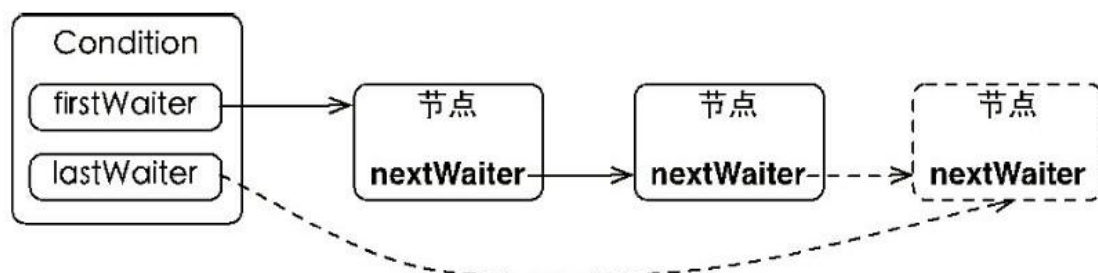 Condition
firstWaiter
lastWaiter
节点
nextWaiter
节点
nextWaiter
节点
nextWaiter